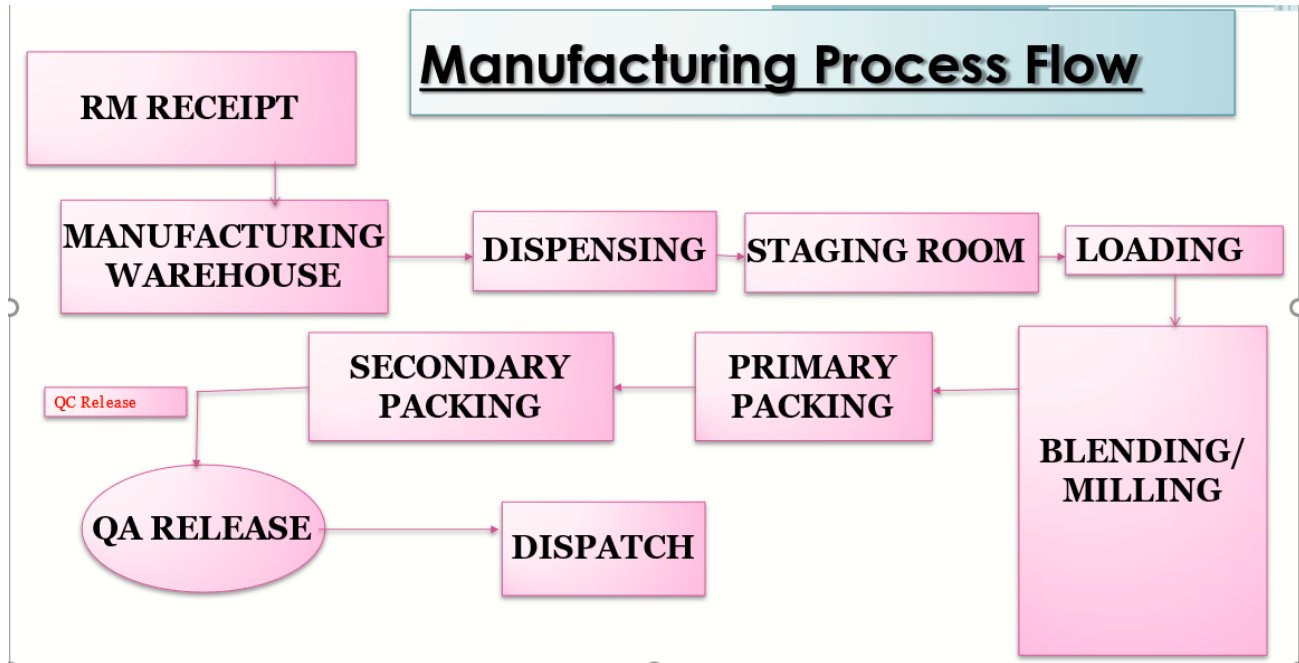 Manufacturing Process Flow
RM RECEIPT
MANUFACTURING
WAREHOUSE
DISPENSING
STAGING ROOM
LOADING
BLENDING/
MILLING
PRIMARY
PACKING
SECONDARY
PACKING
QC Release
QA RELEASE
DISPATCH